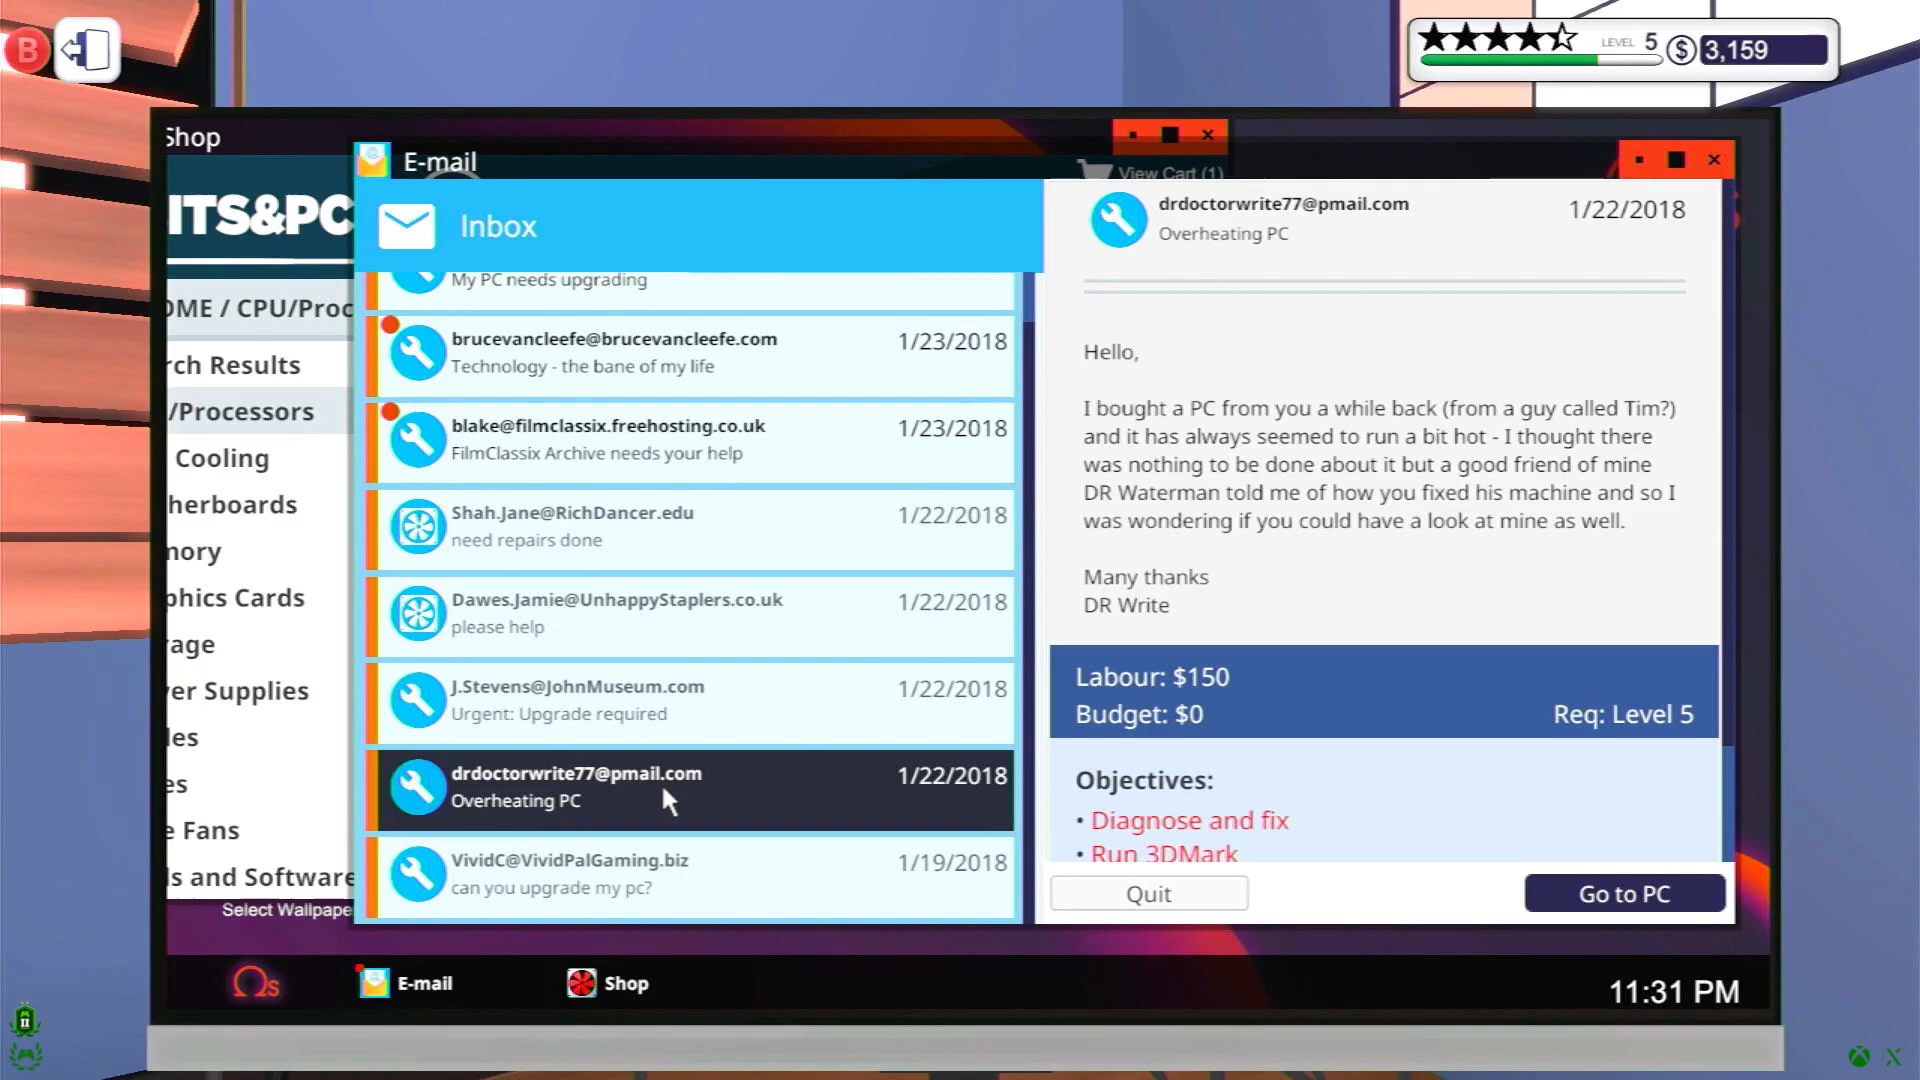 B
LEVEL 5
$ 3,159
Shop
E-mail
View Cart (1)
ITS&PC
Inbox
drdoctorwrite77@pmail.com
1/22/2018
Overheating PC
OME / CPU/Proc
rch Results
/Processors
Cooling
herboards
mory
phics Cards
rage
er Supplies
les
es
e Fans
ls and Software
Select Wallpape
My PC needs upgrading
brucevancleefe@brucevancleefe.com
1/23/2018
Technology - the bane of my life
blake@filmclassix.freehosting.co.uk
1/23/2018
FilmClassix Archive needs your help
Shah.Jane@RichDancer.edu
1/22/2018
need repairs done
Dawes.Jamie@UnhappyStaplers.co.uk
1/22/2018
please help
J.Stevens@JohnMuseum.com
1/22/2018
Urgent: Upgrade required
drdoctorwrite77@pmail.com
1/22/2018
Overheating PC
VividC@VividPalGaming.biz
1/19/2018
can you upgrade my pc?
Hello,
I bought a PC from you a while back (from a guy called Tim?)
and it has always seemed to run a bit hot - I thought there
was nothing to be done about it but a good friend of mine
DR Waterman told me of how you fixed his machine and so I
was wondering if you could have a look at mine as well.
Many thanks
DR Write
Labour: $150
Budget: $0
Req: Level 5
Objectives:
• Diagnose and fix
• Run 3DMark
Quit
Go to PC
Ωs
E-mail
Shop
11:31 PM